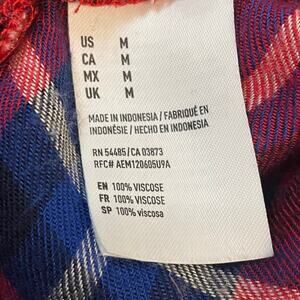 US M
CA M
MX M
UK M
MADE IN INDONESIA / FABRIQUÉ EN
INDONÉSIE / HECHO EN INDONESIA
RN 54485/CA 03873
RFC# AEM120605U9A
EN 100% VISCOSE
FR 100% VISCOSE
SP 100% viscosa